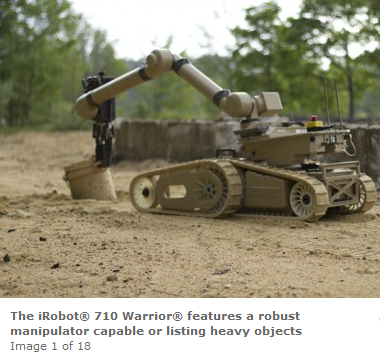 The iRobot® 710 Warrior® features a robust
manipulator capable or listing heavy objects
Image 1 of 18